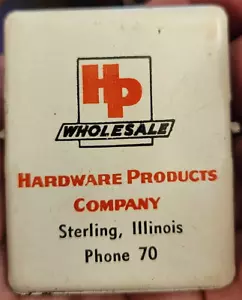 HP
WHOLESALE
HARDWARE PRODUCTS
COMPANY
Sterling, Illinois
Phone 70